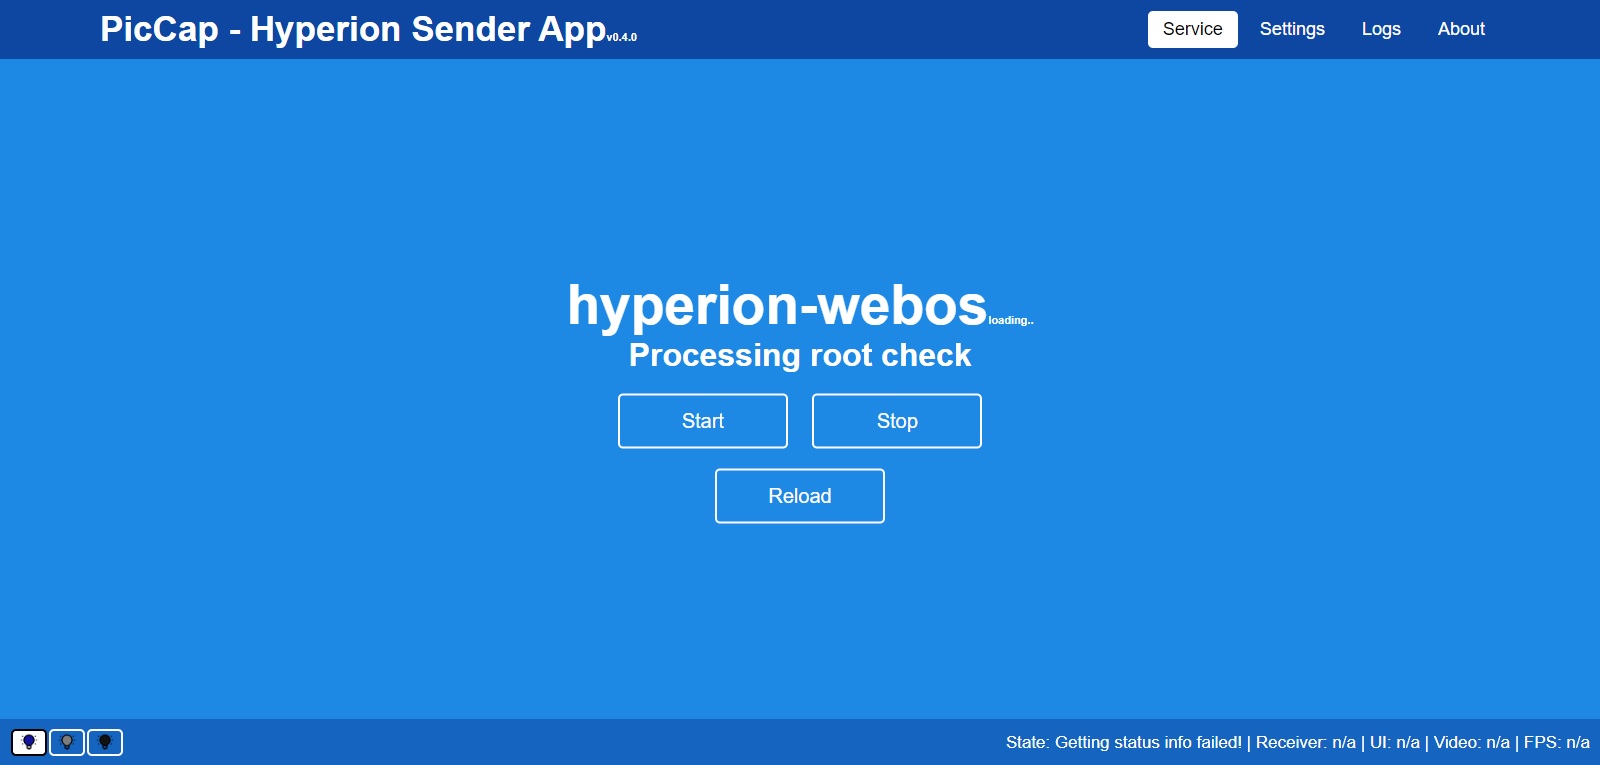 PicCap - Hyperion Sender App v0.4.0
Service Settings Logs About
hyperion-webos loading..
Processing root check
Start Stop
Reload
State: Getting status info failed! | Receiver: n/a | UI: n/a | Video: n/a | FPS: n/a